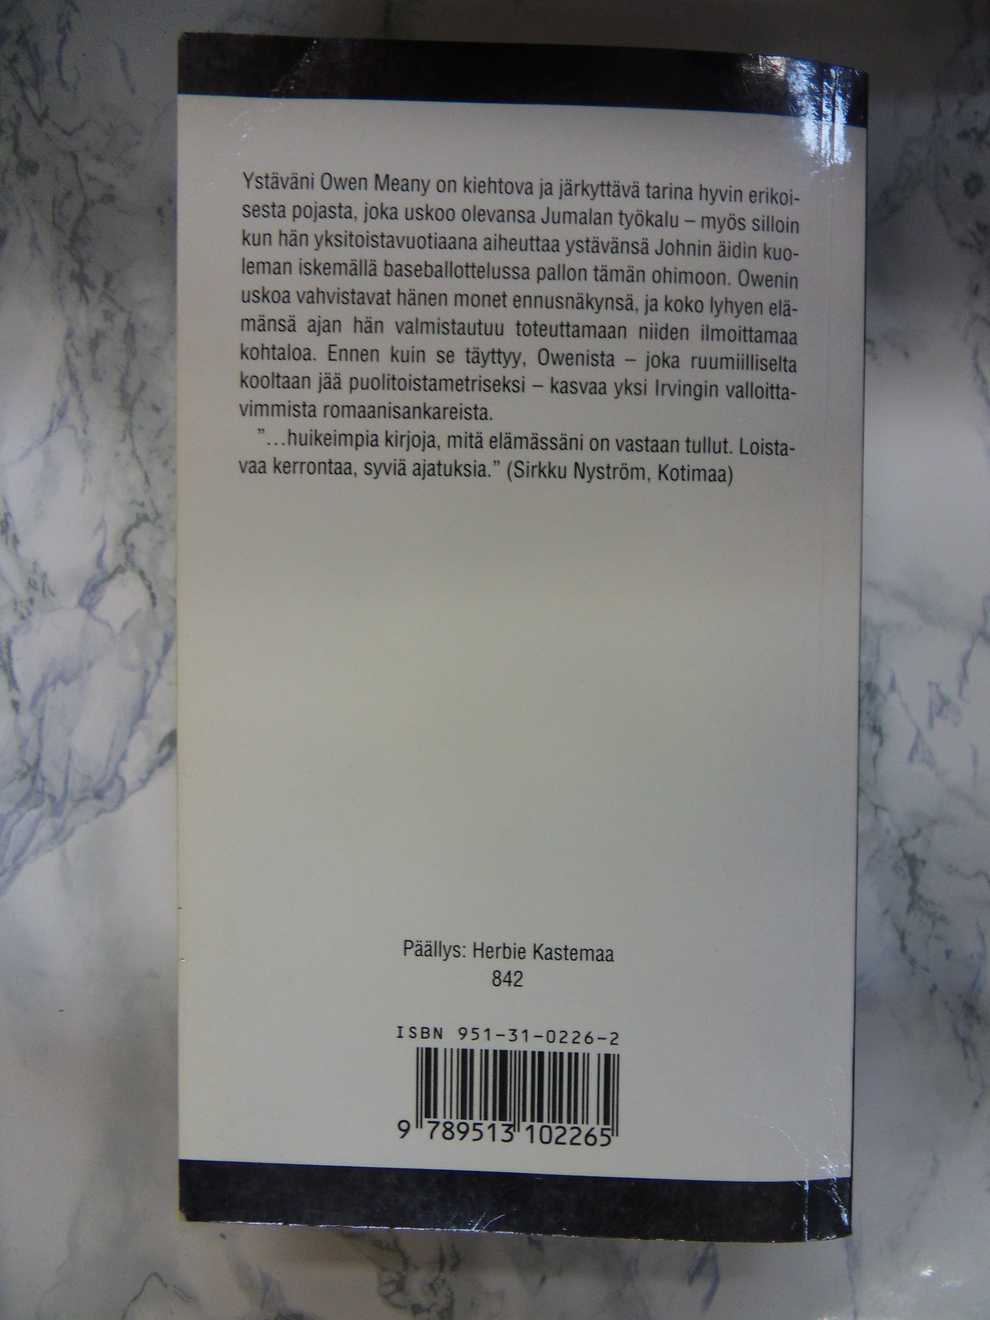 Ystäväni Owen Meany on kiehtova ja järkyttävä tarina hyvin erikoi-
sesta pojasta, joka uskoo olevansa Jumalan työkalu – myös silloin
kun hän yksitoistavuotiaana aiheuttaa ystävänsä Johnin äidin kuo-
leman iskemällä baseballottelussa pallon tämän ohimoon. Owenin
uskoa vahvistavat hänen monet ennusnäkynsä, ja koko lyhyen elä-
mänsä ajan hän valmistautuu toteuttamaan niiden ilmoittamaa
kohtaloa. Ennen kuin se täyttyy, Owenista – joka ruumiilliselta
kooltaan jää puolitoistametriseksi – kasvaa yksi Irvingin valloitta-
vimmista romaanisankareista.
”...huikeimpia kirjoja, mitä elämässäni on vastaan tullut. Loista-
vaa kerrontaa, syviä ajatuksia.” (Sirkku Nyström, Kotimaa)
Päällys: Herbie Kastemaa
842
ISBN 951-31-0226-2
9 789513 102265